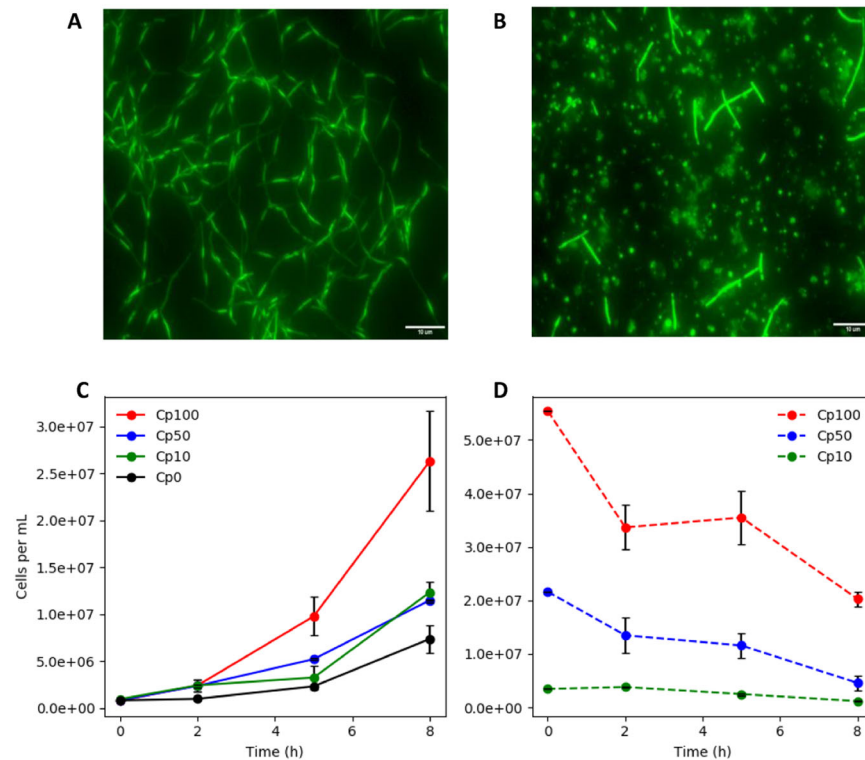 A
B
10 um
10 um
C
D
Cp100
Cp50
Cp10
Cp0
3.0e+07
2.5e+07
2.0e+07
1.5e+07
1.0e+07
5.0e+06
0.0e+00
Cells per mL
0
2
4
6
8
Time (h)
Cp100
Cp50
Cp10
5.0e+07
4.0e+07
3.0e+07
2.0e+07
1.0e+07
0.0e+00
0
2
4
6
8
Time (h)